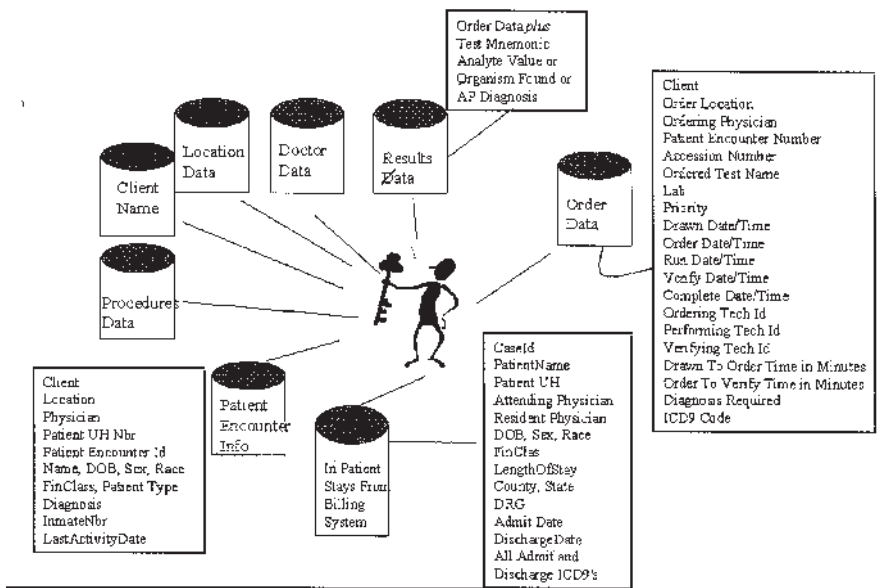 Order Data plus
Test Mnemonic
Analyte Value or
Organism Found or
AP Diagnosis
Location
Data
Doctor
Data
Results
Data
Client
Name
Order
Data
Procedures
Data
Client
Order Location
Ordering Physician
Patient Encounter Number
Accession Number
Ordered Test Name
Lab
Priority
Drawn Date/Time
Order Date/Time
Run Date/Time
Verify Date/Time
Complete Date/Time
Ordering Tech Id
Performing Tech Id
Verifying Tech Id
Drawn To Order Time in Minutes
Order To Verify Time in Minutes
Diagnosis Required
ICD9 Code
Client
Location
Physician
Patient UH Nbr
Patient Encounter Id
Name, DOB, Sex, Race
FinClass, Patient Type
Diagnosis
InmateNbr
LastActivityDate
Patient
Encounter
Info
In Patient
Stays From
Billing
System
CaseId
PatientName
Patient UH
Attending Physician
Resident Physician
DOB, Sex, Race
FinClas
LengthOfStay
County, State
DRG
Admit Date
DischargeDate
All Admit and
Discharge ICD9's